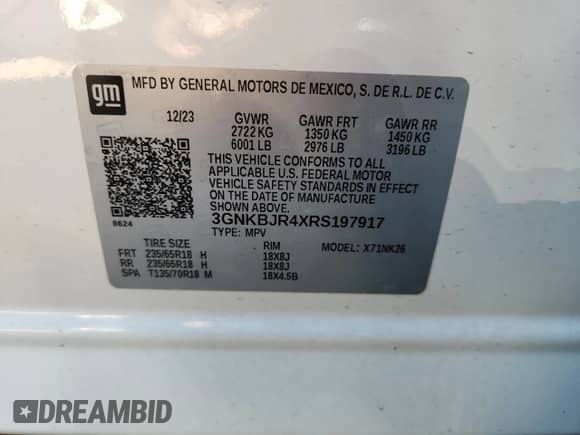 gm
MFD BY GENERAL MOTORS DE MEXICO, S. DE R.L. DE C.V.
12/23 GVWR GAWR FRT GAWR RR
2722 KG 1350 KG 1450 KG
6001 LB 2976 LB 3196 LB
THIS VEHICLE CONFORMS TO ALL
APPLICABLE U.S. FEDERAL MOTOR
VEHICLE SAFETY STANDARDS IN EFFECT
ON THE DATE OF MANUFACTURE
SHOWN ABOVE.
8624 3GNKBJR4XRS197917
TYPE: MPV MODEL: X71NK26
TIRE SIZE RIM
FRT 235/65R18 H 18X8J
RR 235/65R18 H 18X8J
SPA T135/70R18 M 18X4.5B
DREAMBID